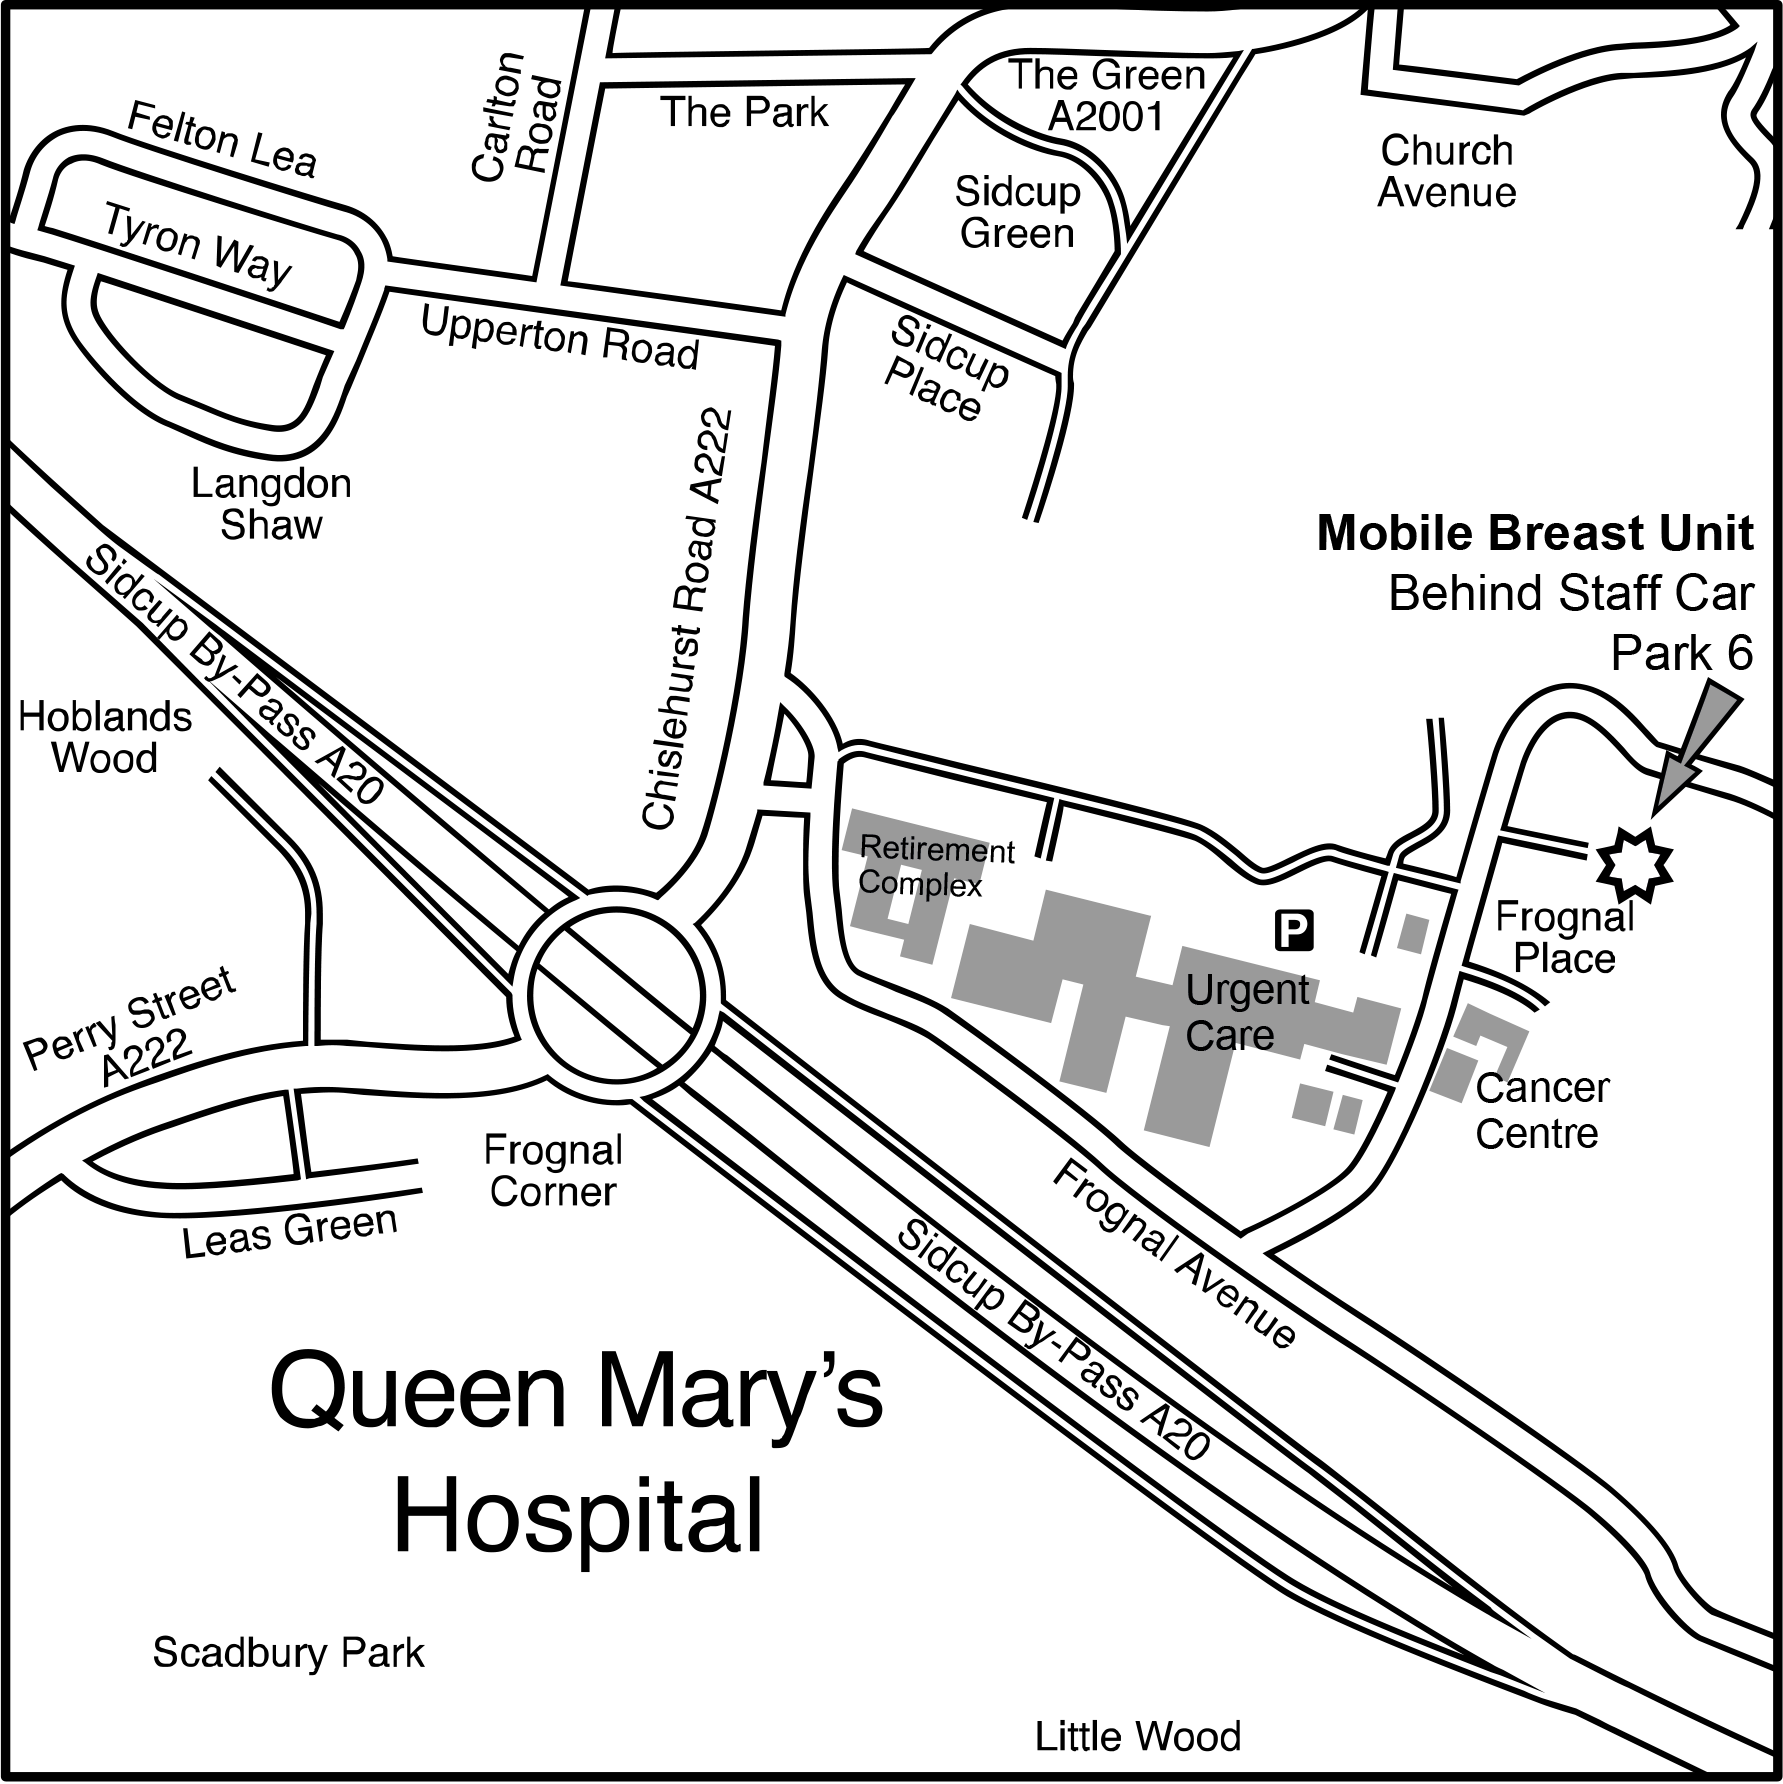 Carlton
Road
The Park
The Green
A2001
Church
Avenue
Felton Lea
Tyron Way
Sidcup
Green
Upperton Road
Sidcup
Place
Langdon
Shaw
Chislehurst Road A222
Mobile Breast Unit
Behind Staff Car
Park 6
Sidcup By-Pass A20
Hoblands
Wood
Retirement
Complex
P
Frognal
Place
Urgent
Care
Perry Street
A222
Cancer
Centre
Frognal
Corner
Leas Green
Frognal Avenue
Sidcup By-Pass A20
Queen Mary’s
Hospital
Scadbury Park
Little Wood